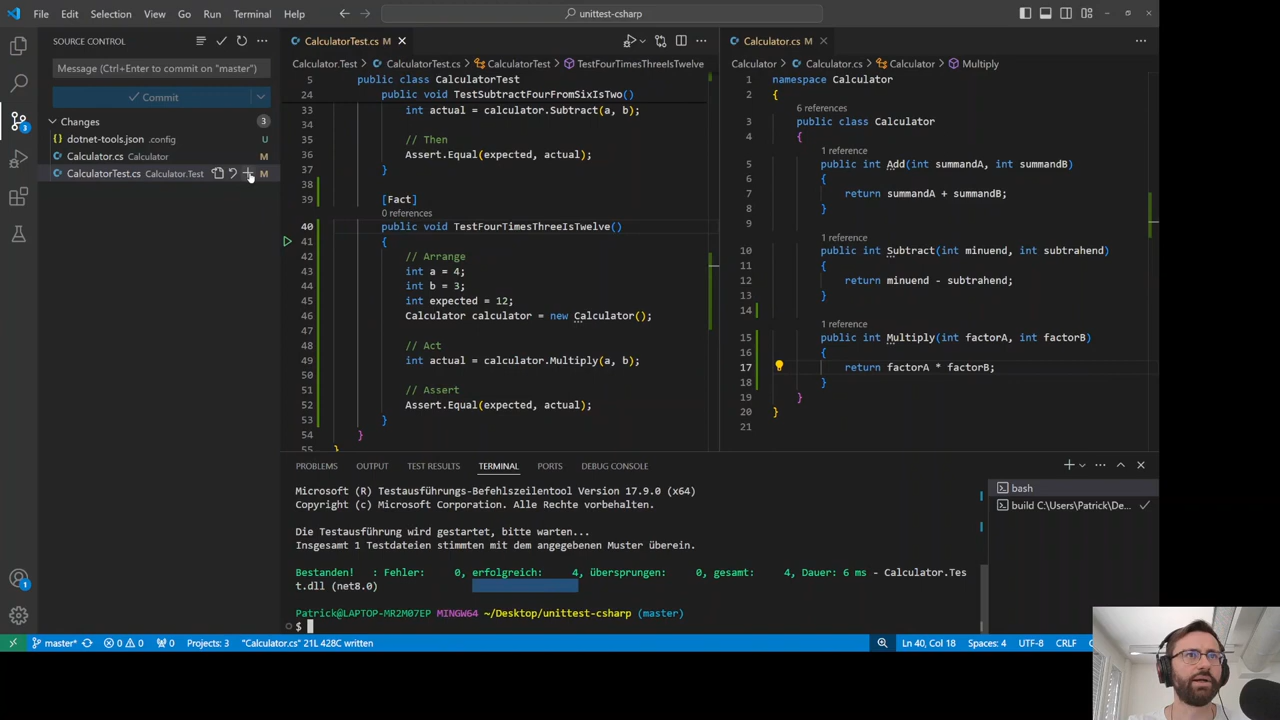 File Edit Selection View Go Run Terminal Help
unittest-csharp
SOURCE CONTROL
Message (Ctrl+Enter to commit on "master")
Commit
Changes
3
dotnet-tools.json .config
U
Calculator.cs Calculator
M
CalculatorTest.cs Calculator.Test
M
3
1
CalculatorTest.cs M
Calculator.Test
CalculatorTest.cs
CalculatorTest
TestFourTimesThreeIsTwelve
5 public class CalculatorTest
24 public void TestSubtractFourFromSixIsTwo()
33 int actual = calculator.Subtract(a, b);
34
35 // Then
36 Assert.Equal(expected, actual);
37 }
38
39 [Fact]
0 references
40 public void TestFourTimesThreeIsTwelve()
41 {
42 // Arrange
43 int a = 4;
44 int b = 3;
45 int expected = 12;
46 Calculator calculator = new Calculator();
47
48 // Act
49 int actual = calculator.Multiply(a, b);
50
51 // Assert
52 Assert.Equal(expected, actual);
53 }
54 }
55 }
Calculator.cs M
Calculator
Calculator.cs
Calculator
Multiply
1 namespace Calculator
2 {
6 references
3 public class Calculator
4 {
1 reference
5 public int Add(int summandA, int summandB)
6 {
7 return summandA + summandB;
8 }
9
1 reference
10 public int Subtract(int minuend, int subtrahend)
11 {
12 return minuend - subtrahend;
13 }
14
1 reference
15 public int Multiply(int factorA, int factorB)
16 {
17 return factorA * factorB;
18 }
19 }
20 }
21
PROBLEMS OUTPUT TEST RESULTS TERMINAL PORTS DEBUG CONSOLE
Microsoft (R) Testausführungs-Befehlszeilentool Version 17.9.0 (x64)
Copyright (c) Microsoft Corporation. Alle Rechte vorbehalten.
Die Testausführung wird gestartet, bitte warten...
Insgesamt 1 Testdateien stimmten mit dem angegebenen Muster überein.
Bestanden! : Fehler: 0, erfolgreich: 4, übersprungen: 0, gesamt: 4, Dauer: 6 ms - Calculator.Tes
t.dll (net8.0)
Patrick@LAPTOP-MR2M07EP MINGW64 ~/Desktop/unittest-csharp (master)
$
bash
build C:\Users\Patrick\De...
master* 0 0 0 Projects: 3 "Calculator.cs" 21L 428C written Ln 40, Col 18 Spaces: 4 UTF-8 CRLF